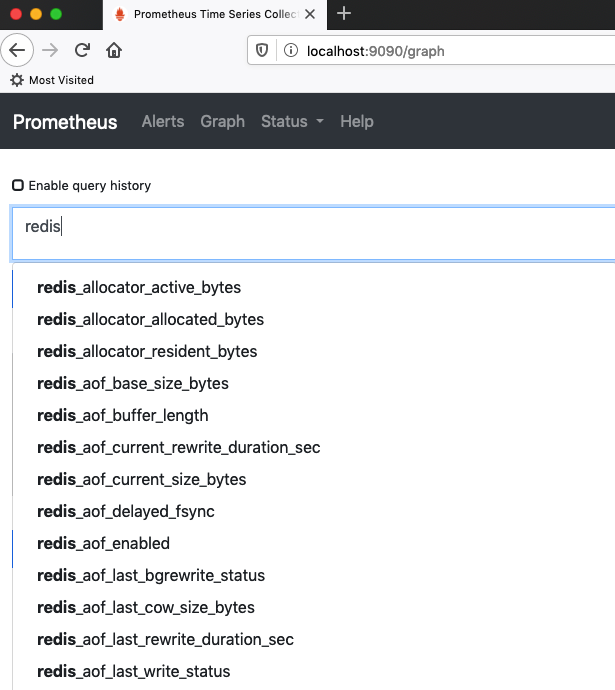 Prometheus Time Series Collec
localhost:9090/graph
Most Visited
Prometheus Alerts Graph Status Help
Enable query history
redis
redis_allocator_active_bytes
redis_allocator_allocated_bytes
redis_allocator_resident_bytes
redis_aof_base_size_bytes
redis_aof_buffer_length
redis_aof_current_rewrite_duration_sec
redis_aof_current_size_bytes
redis_aof_delayed_fsync
redis_aof_enabled
redis_aof_last_bgrewrite_status
redis_aof_last_cow_size_bytes
redis_aof_last_rewrite_duration_sec
redis_aof_last_write_status